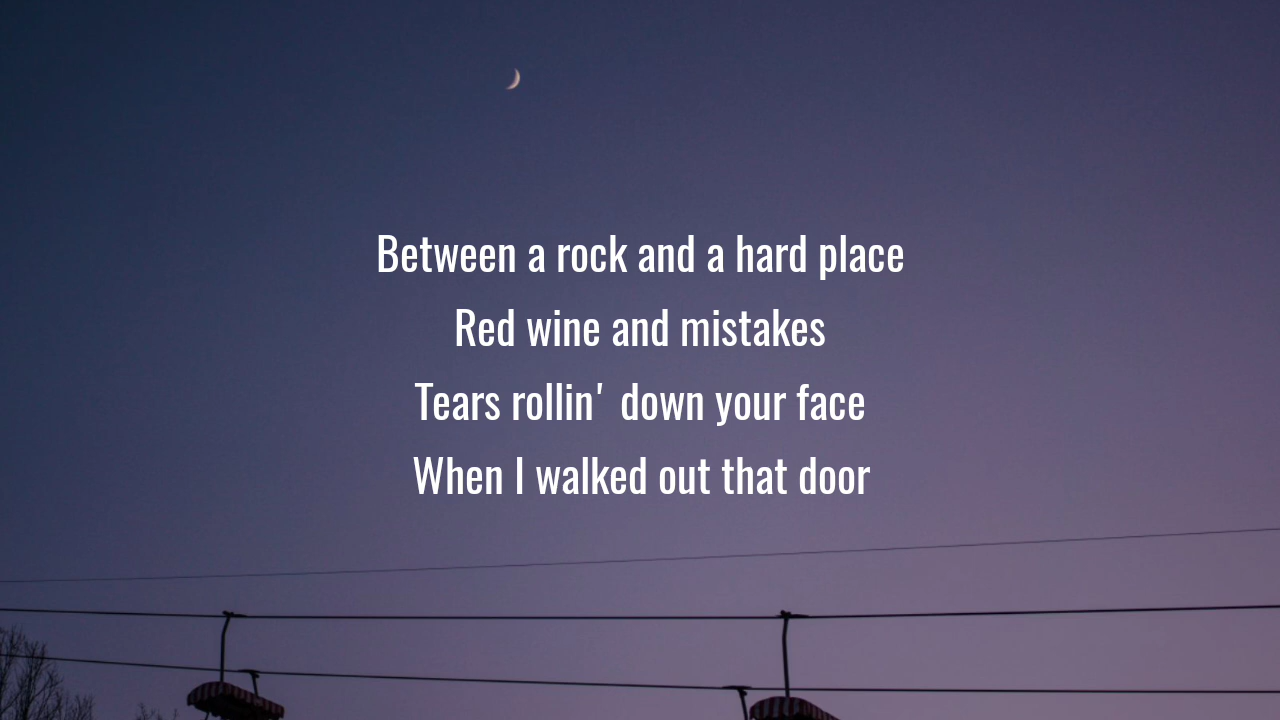 Between a rock and a hard place
Red wine and mistakes
Tears rollin' down your face
When I walked out that door